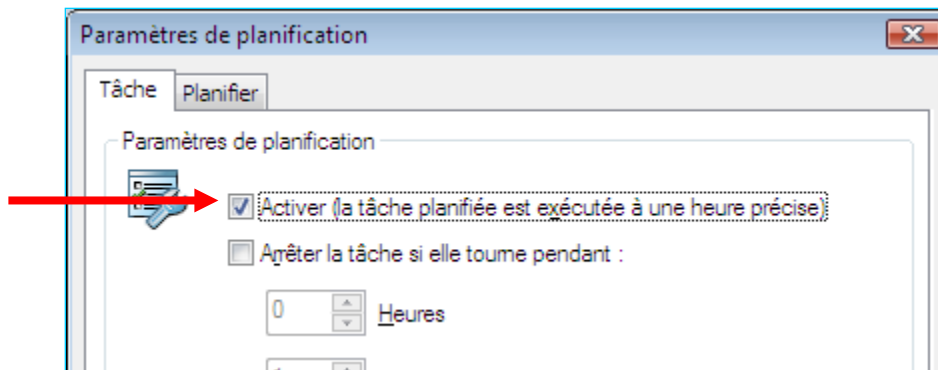 Paramètres de planification
Tâche
Planifier
Paramètres de planification
Activer (la tâche planifiée est exécutée à une heure précise)
Arrêter la tâche si elle tourne pendant :
0
Heures